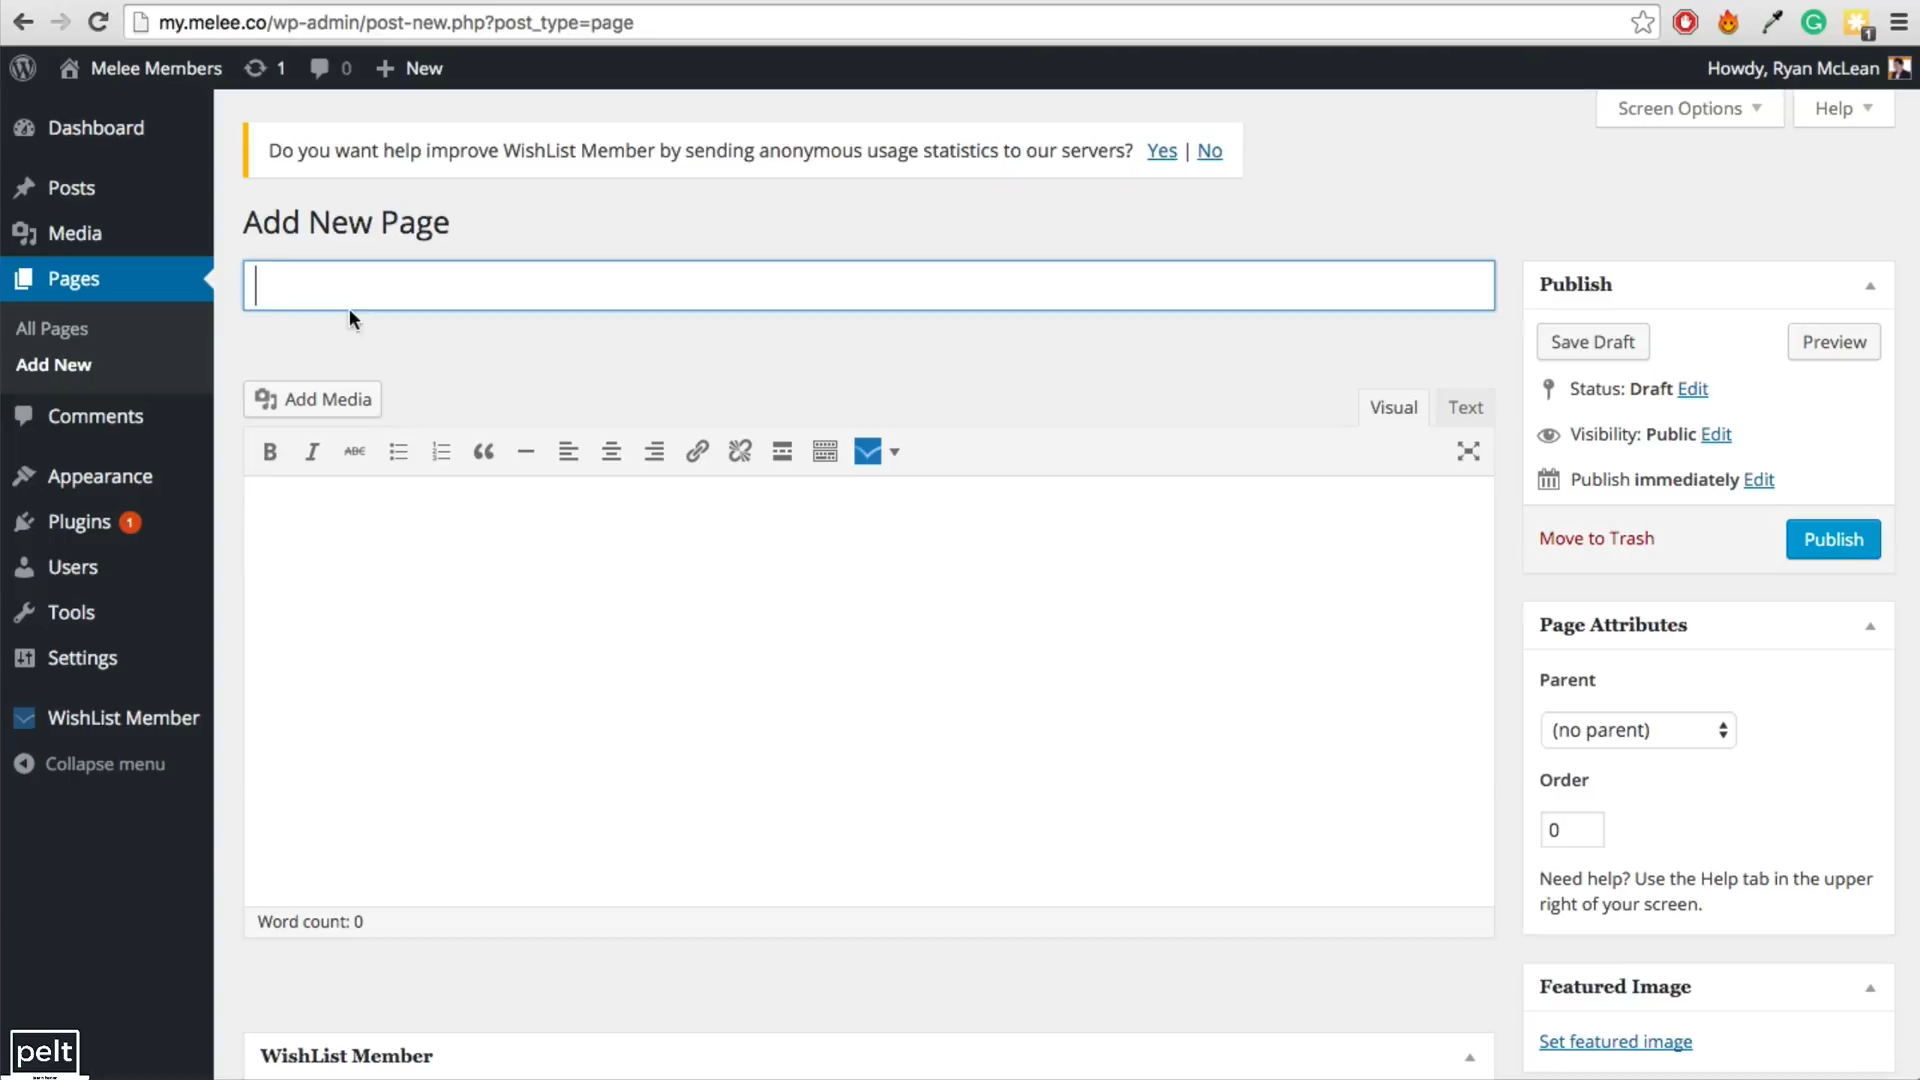 my.melee.co/wp-admin/post-new.php?post_type=page
1
Melee Members 1 0 New
Howdy, Ryan McLean
Screen Options Help
Dashboard
Posts
Media
Pages
All Pages
Add New
Comments
Appearance
Plugins 1
Users
Tools
Settings
WishList Member
Collapse menu
Do you want help improve WishList Member by sending anonymous usage statistics to our servers? Yes | No
Add New Page
Add Media
Visual Text
B I ABC
Word count: 0
WishList Member
Publish
Save Draft Preview
Status: Draft Edit
Visibility: Public Edit
Publish immediately Edit
Move to Trash Publish
Page Attributes
Parent
(no parent)
Order
0
Need help? Use the Help tab in the upper
right of your screen.
Featured Image
Set featured image
pelt